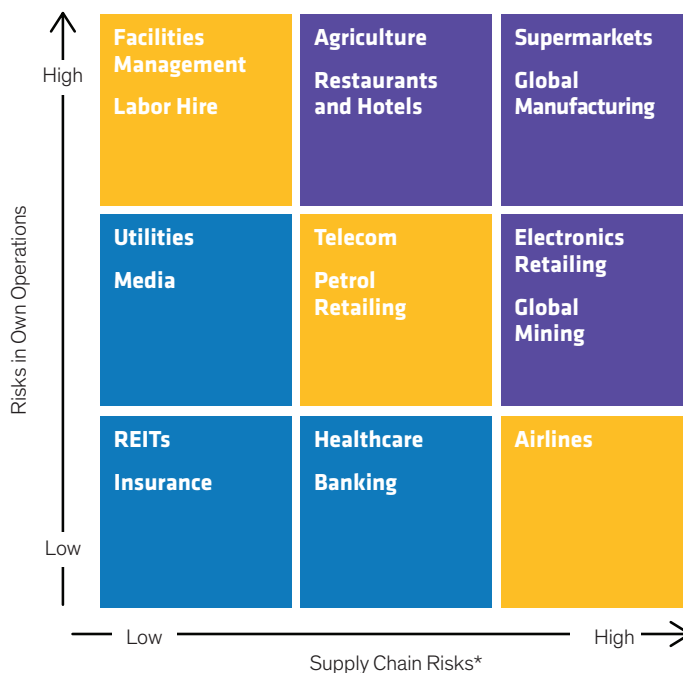 High
Facilities
Management
Labor Hire
Agriculture
Restaurants
and Hotels
Supermarkets
Global
Manufacturing
Risks in Own Operations
Utilities
Media
Telecom
Petrol
Retailing
Electronics
Retailing
Global
Mining
REITs
Insurance
Healthcare
Banking
Airlines
Low
Low
High
Supply Chain Risks*